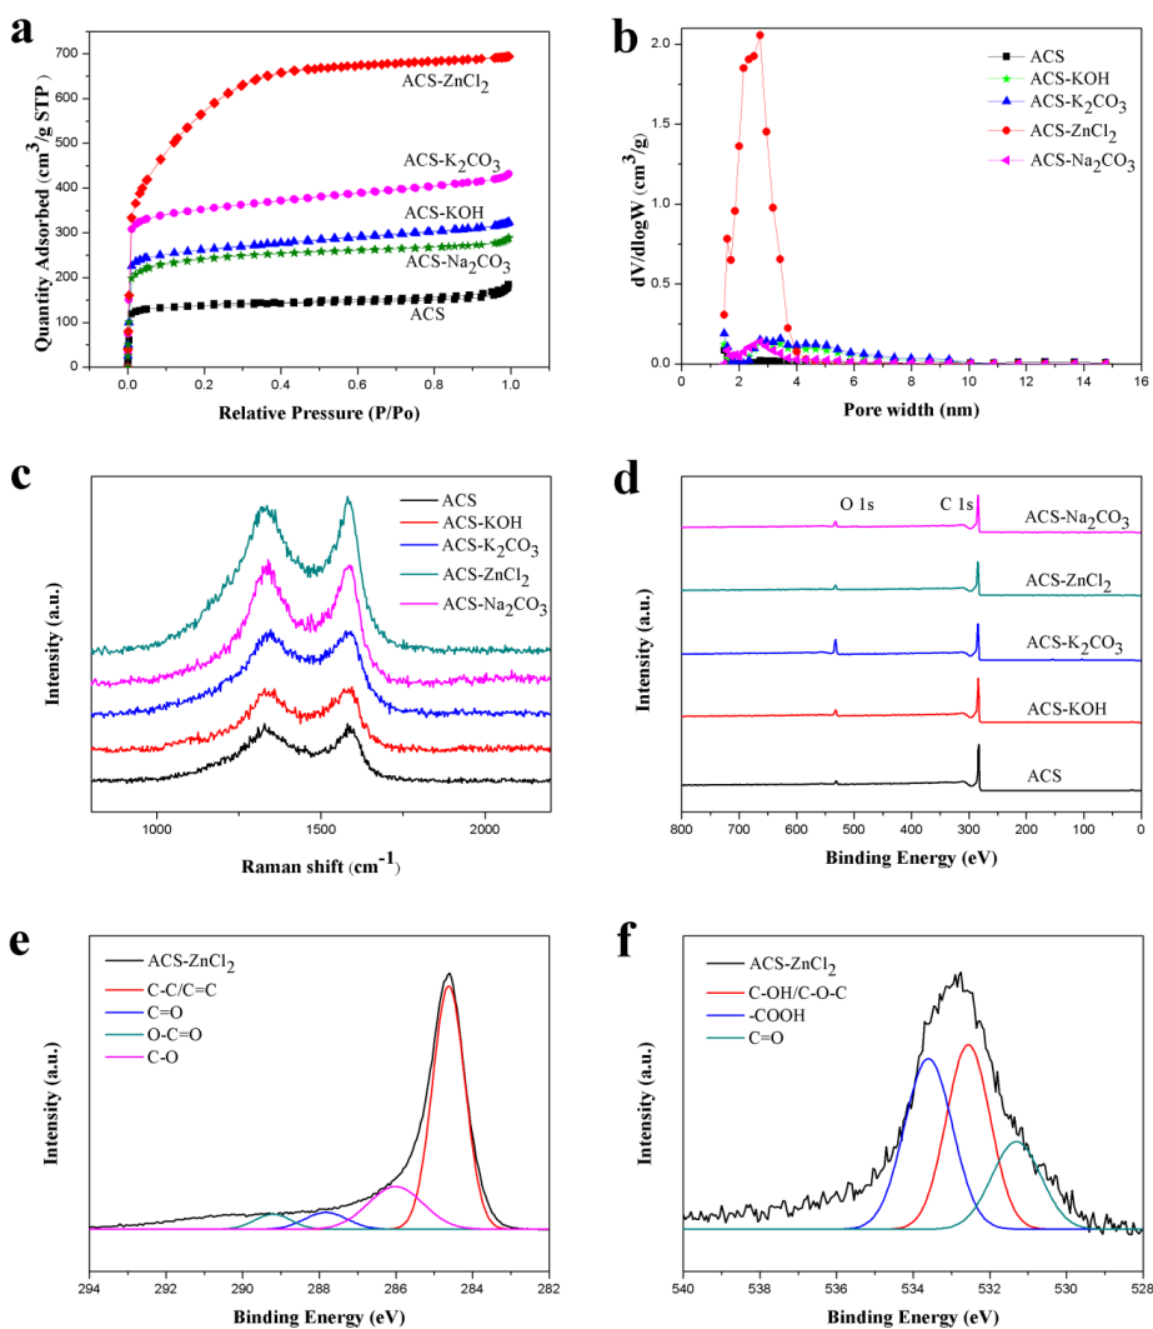 a
700
600
500
400
300
200
100
0
0.0 0.2 0.4 0.6 0.8 1.0
Quantity Adsorbed (cm³/g STP)
Relative Pressure (P/Po)
ACS-ZnCl₂
ACS-K₂CO₃
ACS-KOH
ACS-Na₂CO₃
ACS
b
2.0
1.5
1.0
0.5
0.0
0 2 4 6 8 10 12 14 16
dV/dlogW (cm³/g)
Pore width (nm)
ACS
ACS-KOH
ACS-K₂CO₃
ACS-ZnCl₂
ACS-Na₂CO₃
c
Intensity (a.u.)
1000 1500 2000
Raman shift (cm⁻¹)
ACS
ACS-KOH
ACS-K₂CO₃
ACS-ZnCl₂
ACS-Na₂CO₃
d
Intensity (a.u.)
O 1s C 1s
ACS-Na₂CO₃
ACS-ZnCl₂
ACS-K₂CO₃
ACS-KOH
ACS
800 700 600 500 400 300 200 100 0
Binding Energy (eV)
e
Intensity (a.u.)
ACS-ZnCl₂
C-C/C=C
C=O
O-C=O
C-O
294 292 290 288 286 284 282
Binding Energy (eV)
f
Intensity (a.u.)
ACS-ZnCl₂
C-OH/C-O-C
-COOH
C=O
540 538 536 534 532 530 528
Binding Energy (eV)